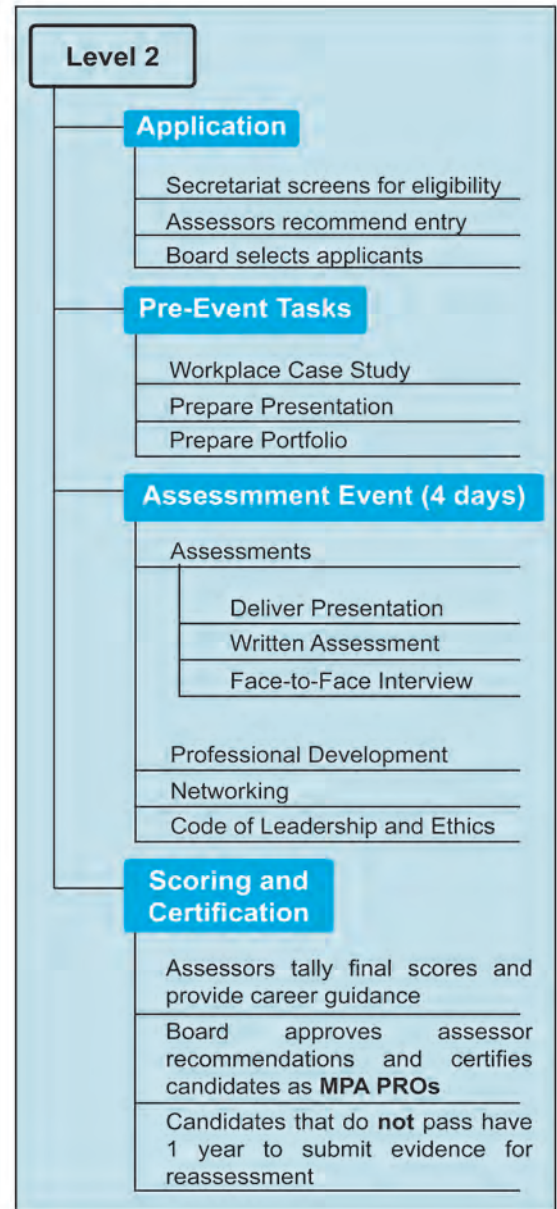 Level 2
Application
Secretariat screens for eligibility
Assessors recommend entry
Board selects applicants
Pre-Event Tasks
Workplace Case Study
Prepare Presentation
Prepare Portfolio
Assessmment Event (4 days)
Assessments
Deliver Presentation
Written Assessment
Face-to-Face Interview
Professional Development
Networking
Code of Leadership and Ethics
Scoring and
Certification
Assessors tally final scores and
provide career guidance
Board approves assessor
recommendations and certifies
candidates as MPA PROs
Candidates that do not pass have
1 year to submit evidence for
reassessment